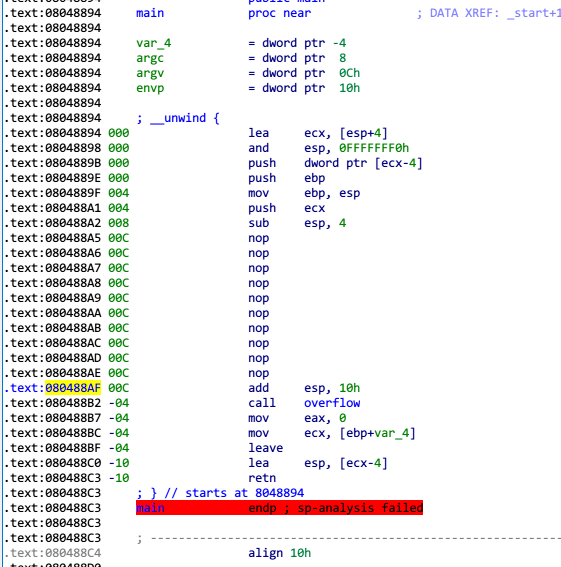 .text:08048894 main proc near ; DATA XREF: _start+1
.text:08048894
.text:08048894 var_4 = dword ptr -4
.text:08048894 argc = dword ptr 8
.text:08048894 argv = dword ptr 0Ch
.text:08048894 envp = dword ptr 10h
.text:08048894
.text:08048894 ; __unwind {
.text:08048894 000 lea ecx, [esp+4]
.text:08048898 000 and esp, 0FFFFFFF0h
.text:0804889B 000 push dword ptr [ecx-4]
.text:0804889E 000 push ebp
.text:0804889F 004 mov ebp, esp
.text:080488A1 004 push ecx
.text:080488A2 008 sub esp, 4
.text:080488A5 00C nop
.text:080488A6 00C nop
.text:080488A7 00C nop
.text:080488A8 00C nop
.text:080488A9 00C nop
.text:080488AA 00C nop
.text:080488AB 00C nop
.text:080488AC 00C nop
.text:080488AD 00C nop
.text:080488AE 00C nop
.text:080488AF 00C add esp, 10h
.text:080488B2 -04 call overflow
.text:080488B7 -04 mov eax, 0
.text:080488BC -04 mov ecx, [ebp+var_4]
.text:080488BF -04 leave
.text:080488C0 -10 lea esp, [ecx-4]
.text:080488C3 -10 retn
.text:080488C3 ; } // starts at 8048894
.text:080488C3 main endp ; sp-analysis failed
.text:080488C3
.text:080488C3 ; ---------------------------------------------------------
.text:080488C4 align 10h